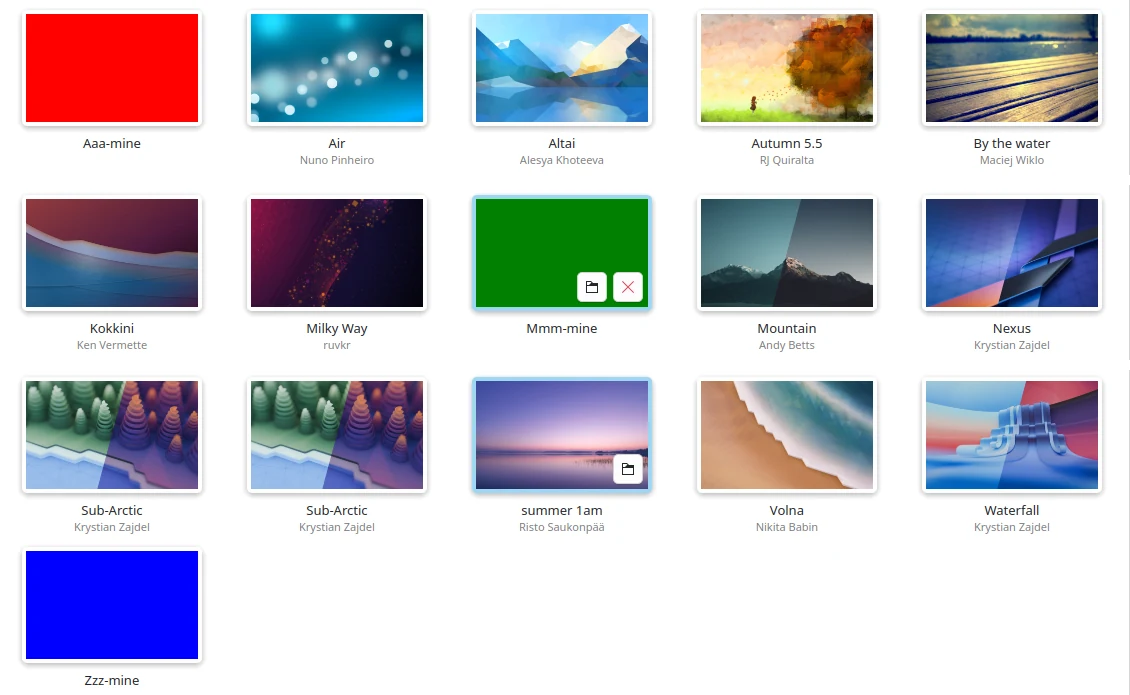 Aaa-mine
Air
Nuno Pinheiro
Altai
Alesya Khoteeva
Autumn 5.5
RJ Quiralta
By the water
Maciej Wiklo
Kokkini
Ken Vermette
Milky Way
ruvkr
Mmm-mine
Mountain
Andy Betts
Nexus
Krystian Zajdel
Sub-Arctic
Krystian Zajdel
Sub-Arctic
Krystian Zajdel
summer 1am
Risto Saukonpää
Volna
Nikita Babin
Waterfall
Krystian Zajdel
Zzz-mine